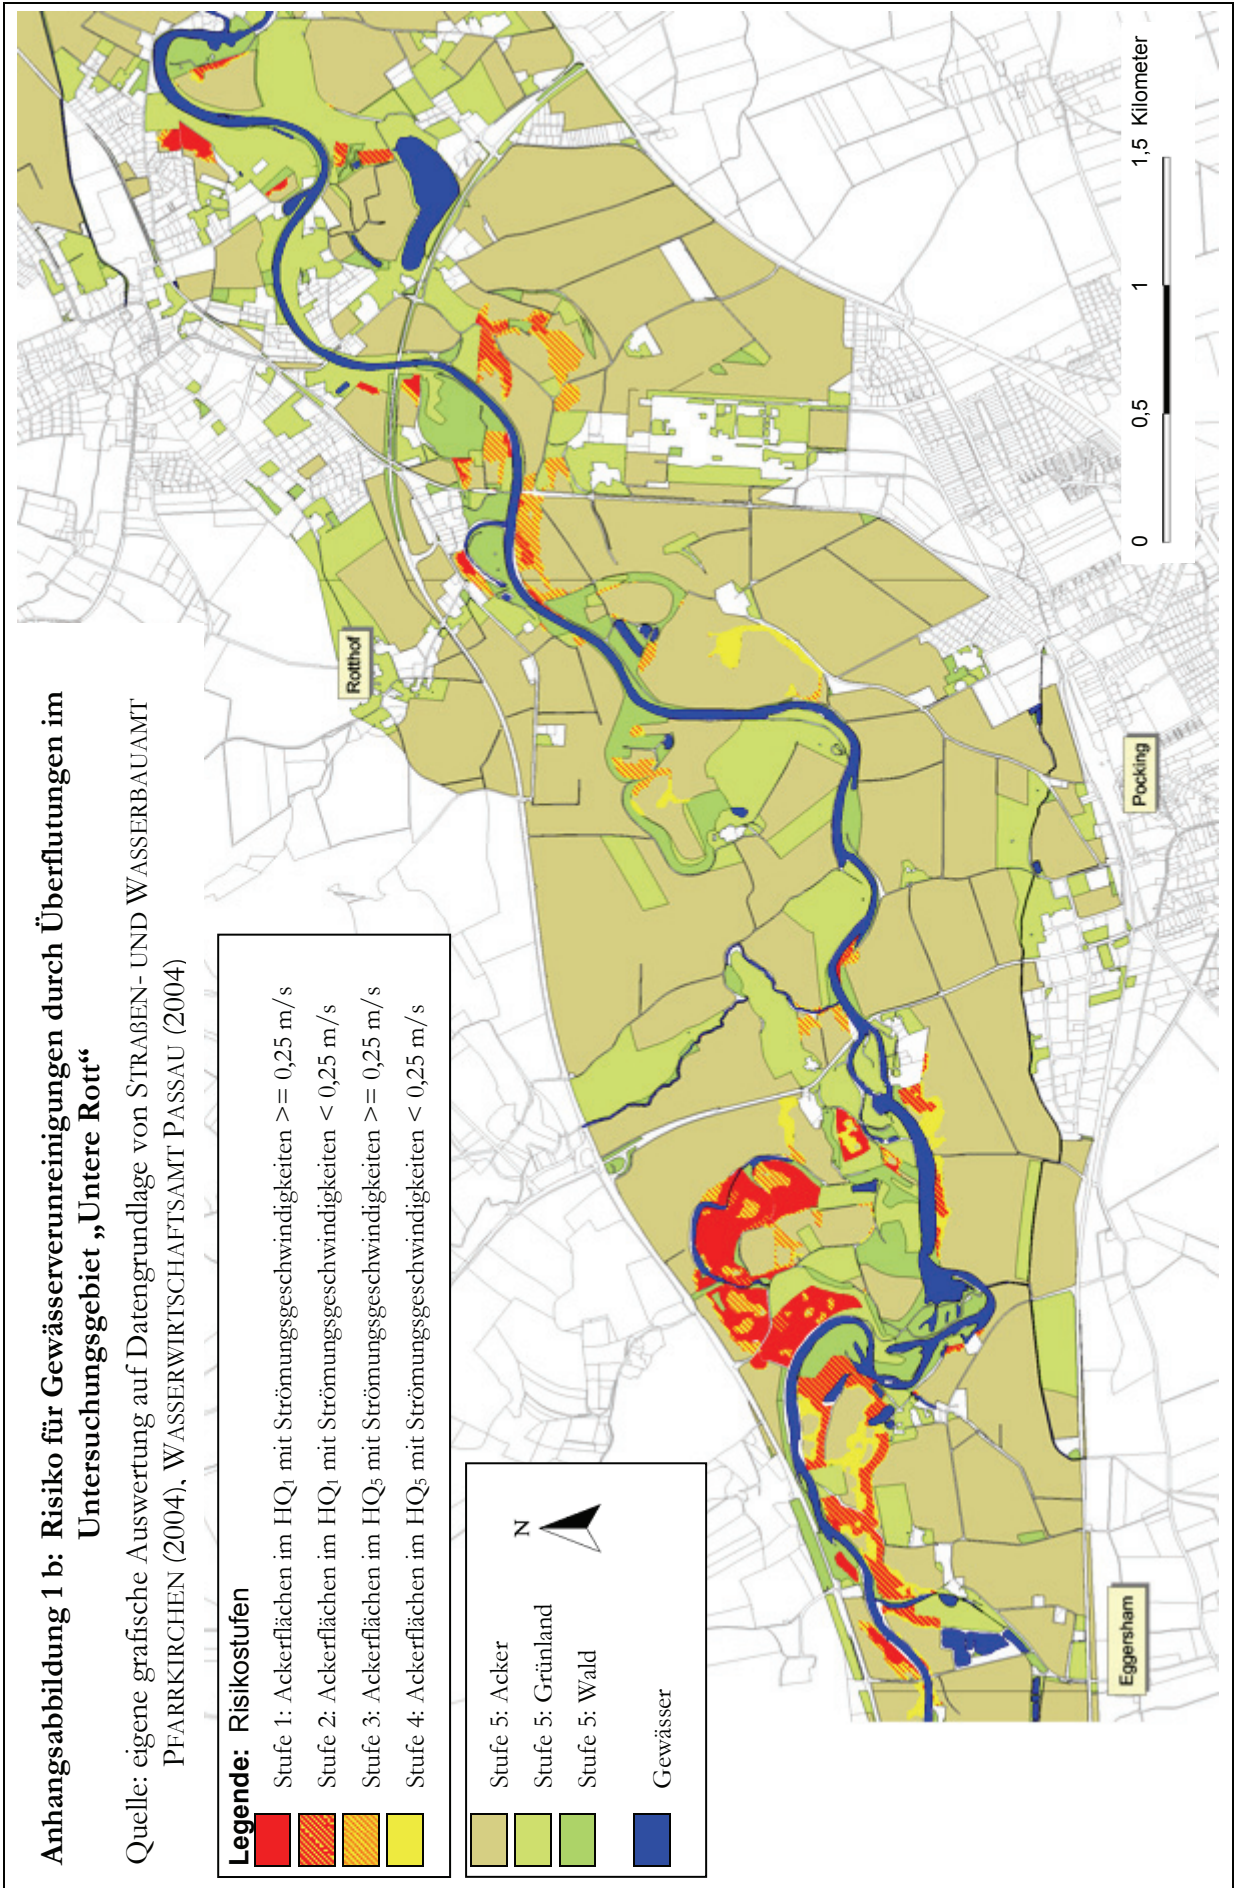 Anhangsabbildung 1 b: Risiko für Gewässerverunreinigungen durch Überflutungen im
Untersuchungsgebiet „Untere Rott“
Quelle: eigene grafische Auswertung auf Datengrundlage von STRAßEN- UND WASSERBAUAMT
PFARRKIRCHEN (2004), WASSERWIRTSCHAFTSAMT PASSAU (2004)
Legende: Risikostufen
Stufe 1: Ackerflächen im HQ1 mit Strömungsgeschwindigkeiten >= 0,25 m/s
Stufe 2: Ackerflächen im HQ1 mit Strömungsgeschwindigkeiten < 0,25 m/s
Stufe 3: Ackerflächen im HQ5 mit Strömungsgeschwindigkeiten >= 0,25 m/s
Stufe 4: Ackerflächen im HQ5 mit Strömungsgeschwindigkeiten < 0,25 m/s
Stufe 5: Acker
Stufe 5: Grünland
Stufe 5: Wald
Gewässer
N
Rotthof
Eggersham
Pocking
0 0,5 1 1,5 Kilometer